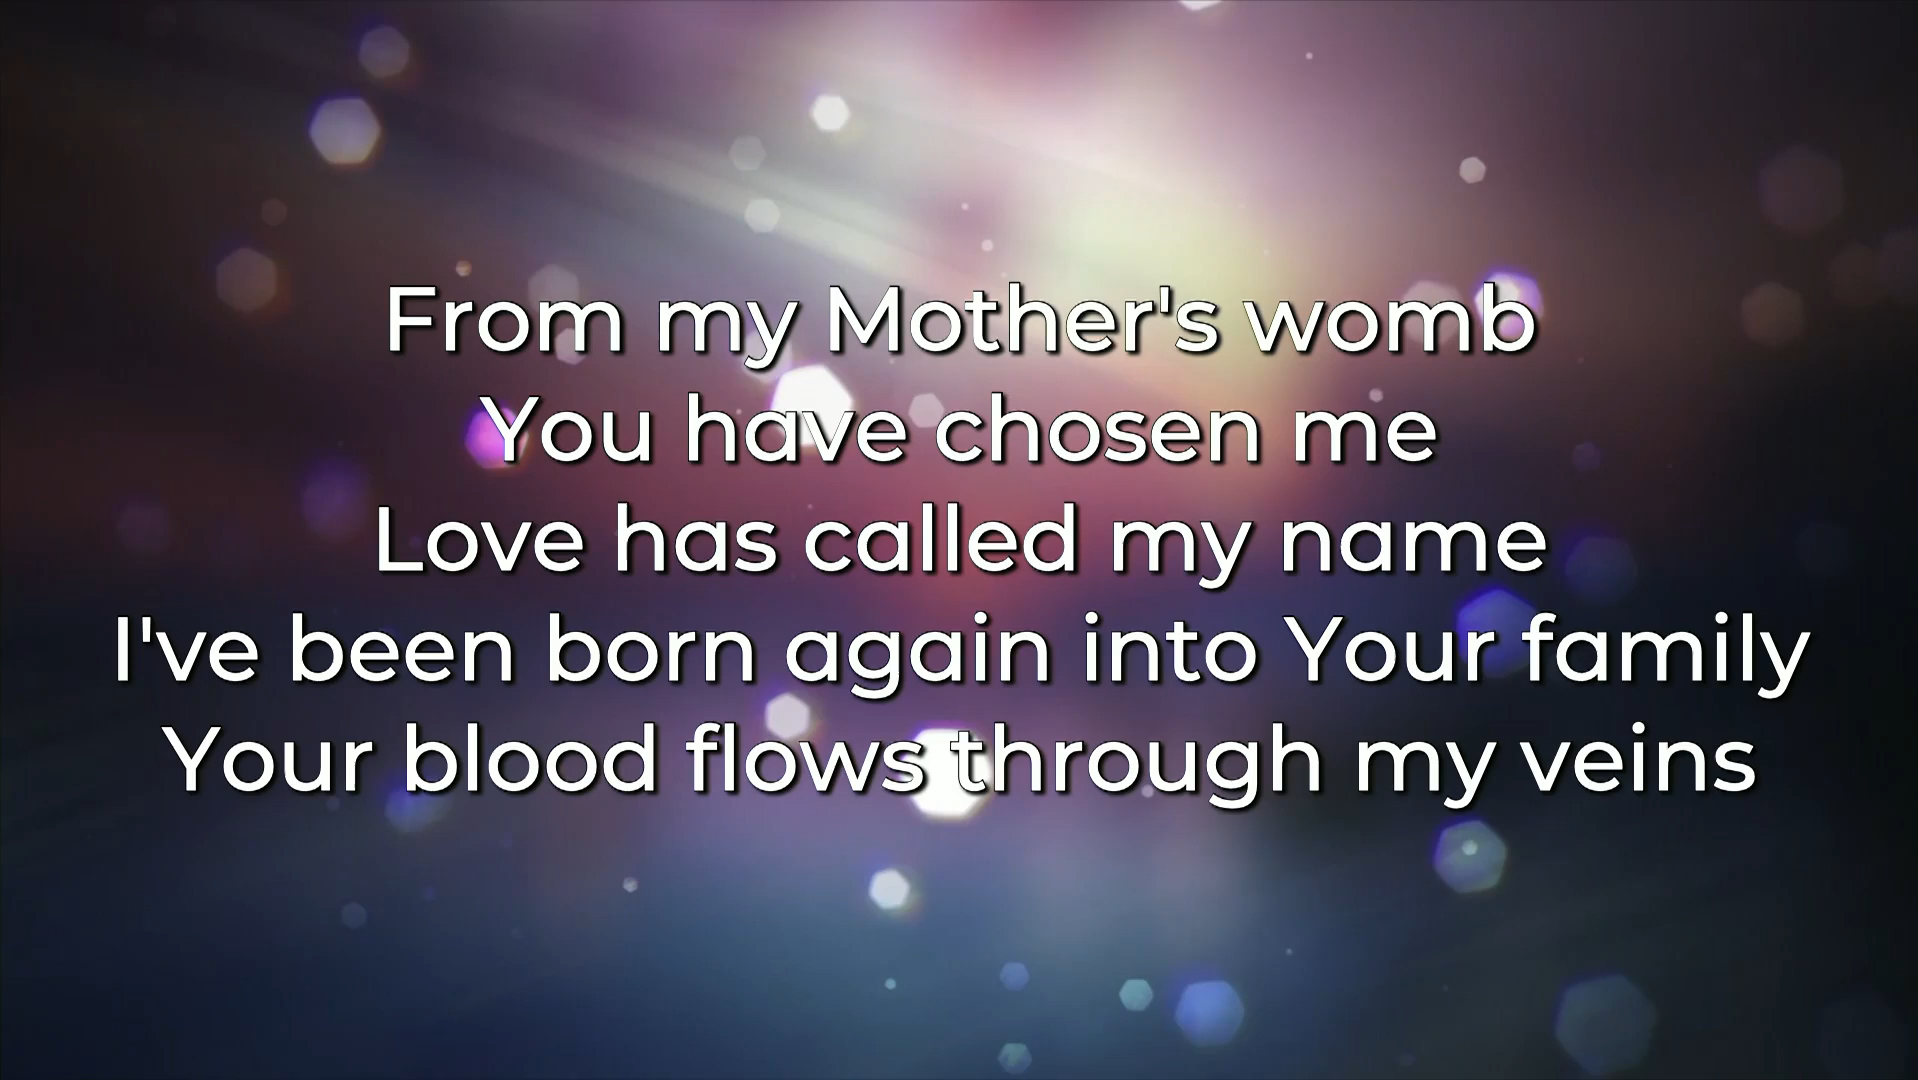 From my Mother's womb
You have chosen me
Love has called my name
I've been born again into Your family
Your blood flows through my veins